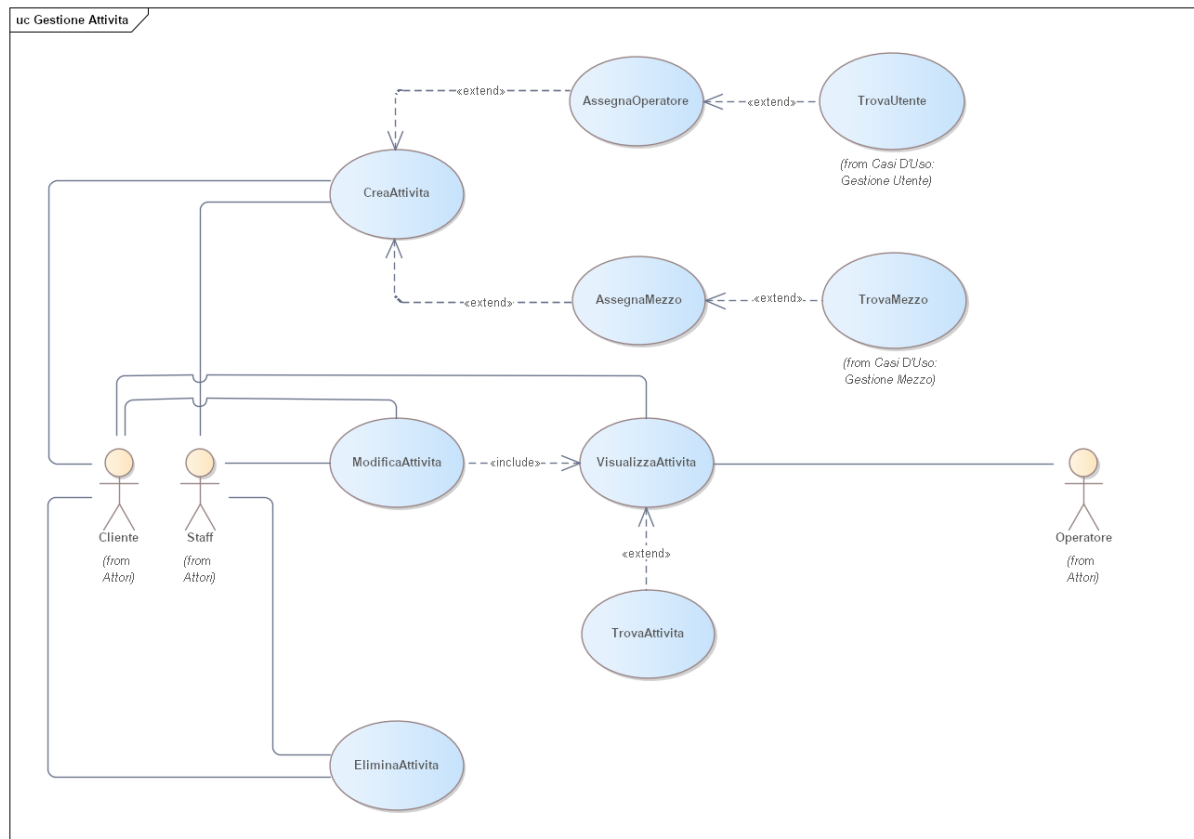 uc Gestione Attivita
«extend»
AssegnaOperatore
«extend»
TrovaUtente
(from Casi D'Uso:
Gestione Utente)
CreaAttivita
«extend»
AssegnaMezzo
«extend»
TrovaMezzo
(from Casi D'Uso:
Gestione Mezzo)
ModificaAttivita
«include»
VisualizzaAttivita
Cliente
(from
Attori)
Staff
(from
Attori)
Operatore
(from
Attori)
«extend»
TrovaAttivita
EliminaAttivita